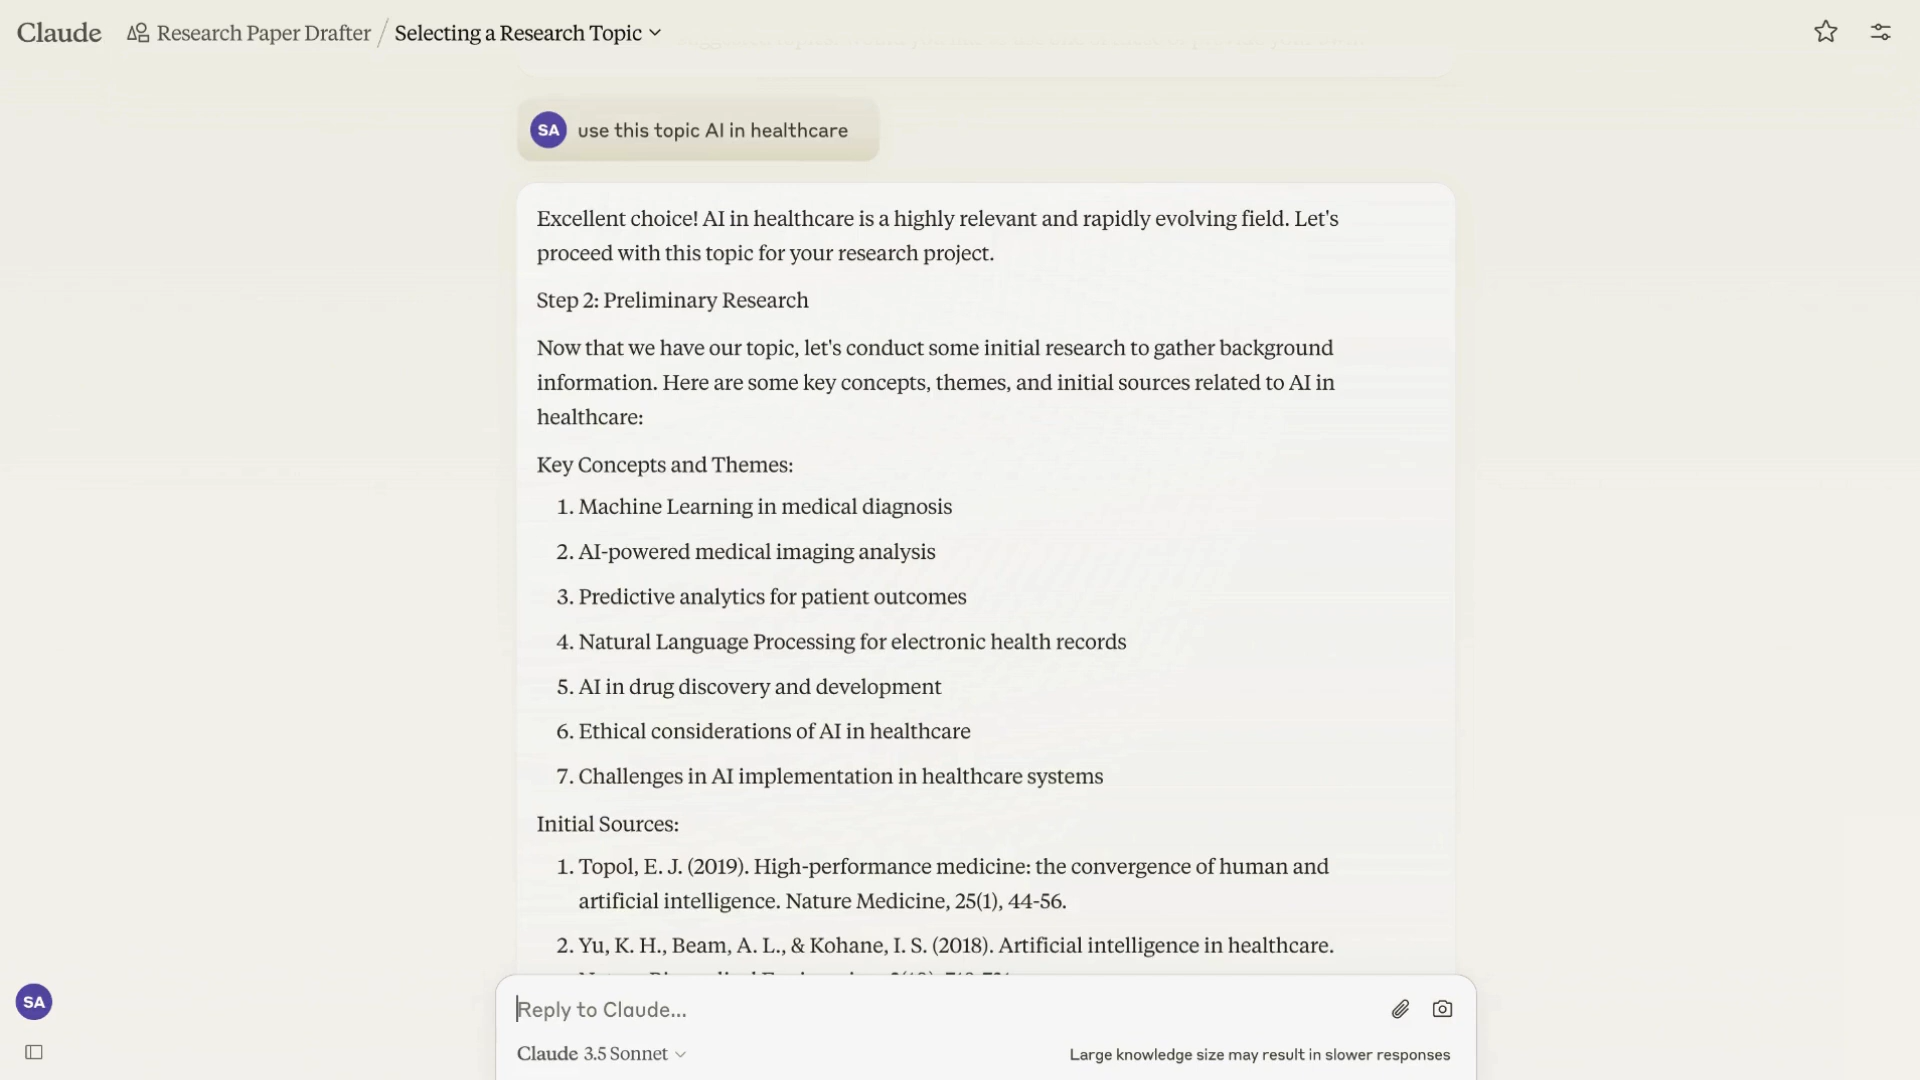 Claude
Research Paper Drafter / Selecting a Research Topic
SA use this topic AI in healthcare
Excellent choice! AI in healthcare is a highly relevant and rapidly evolving field. Let's
proceed with this topic for your research project.
Step 2: Preliminary Research
Now that we have our topic, let's conduct some initial research to gather background
information. Here are some key concepts, themes, and initial sources related to AI in
healthcare:
Key Concepts and Themes:
1. Machine Learning in medical diagnosis
2. AI-powered medical imaging analysis
3. Predictive analytics for patient outcomes
4. Natural Language Processing for electronic health records
5. AI in drug discovery and development
6. Ethical considerations of AI in healthcare
7. Challenges in AI implementation in healthcare systems
Initial Sources:
1. Topol, E. J. (2019). High-performance medicine: the convergence of human and
artificial intelligence. Nature Medicine, 25(1), 44-56.
2. Yu, K. H., Beam, A. L., & Kohane, I. S. (2018). Artificial intelligence in healthcare.
SA
Reply to Claude...
Claude 3.5 Sonnet
Large knowledge size may result in slower responses